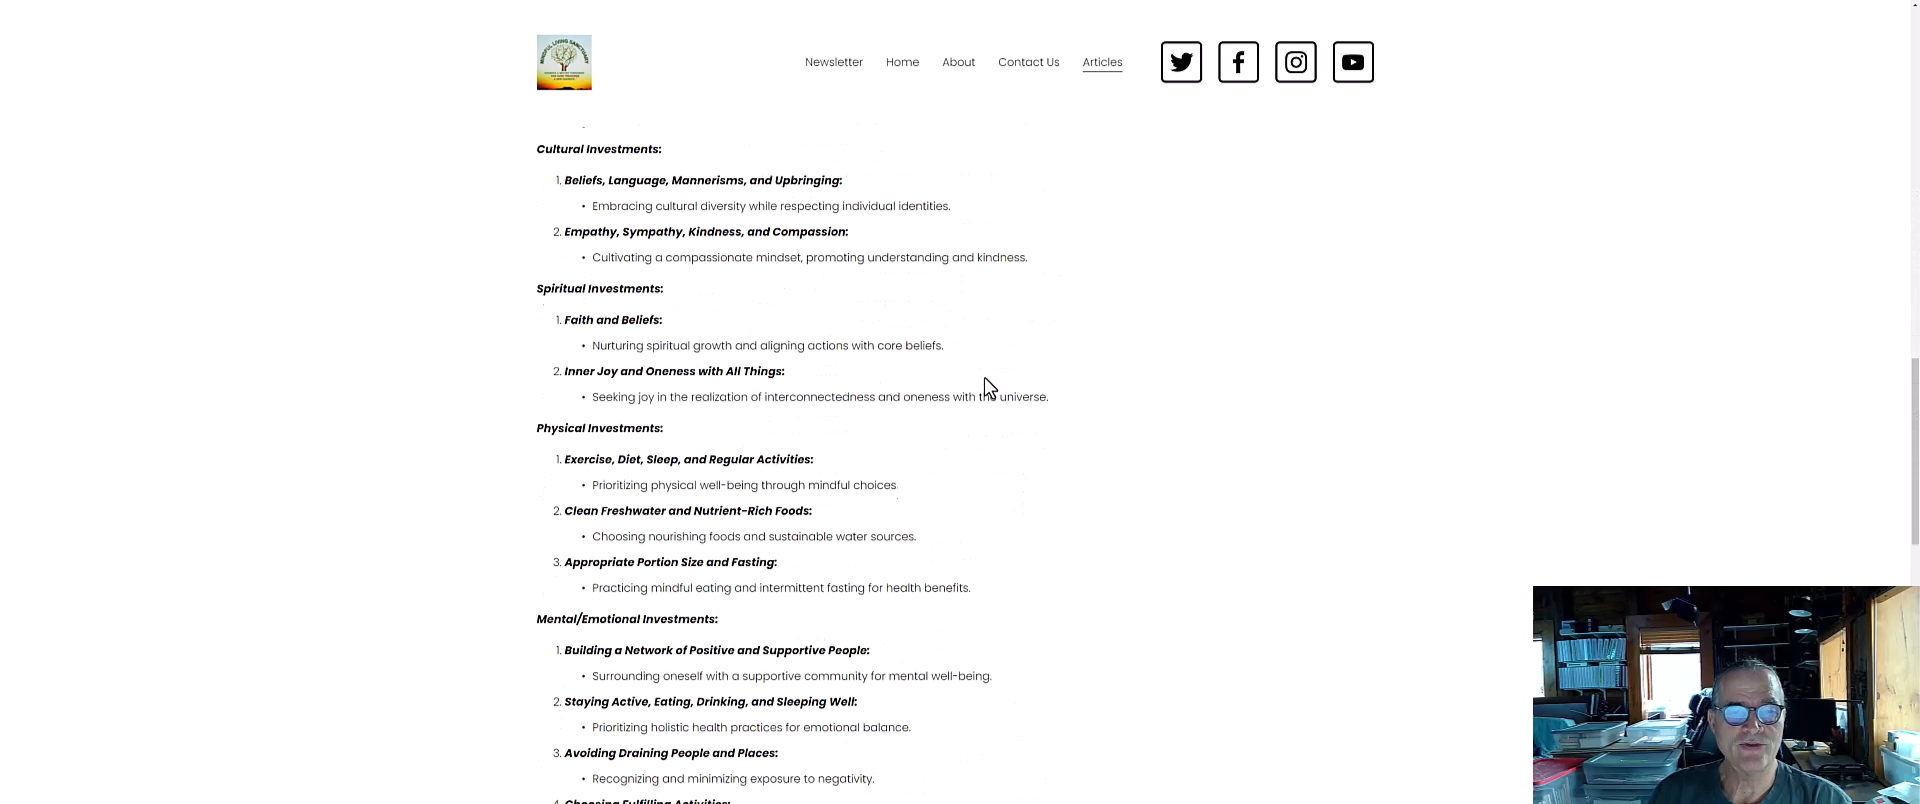 MINDFUL LIVING SANCTUARY
Newsletter
Home
About
Contact Us
Articles
Cultural Investments:
1. Beliefs, Language, Mannerisms, and Upbringing:
• Embracing cultural diversity while respecting individual identities.
2. Empathy, Sympathy, Kindness, and Compassion:
• Cultivating a compassionate mindset, promoting understanding and kindness.
Spiritual Investments:
1. Faith and Beliefs:
• Nurturing spiritual growth and aligning actions with core beliefs.
2. Inner Joy and Oneness with All Things:
• Seeking joy in the realization of interconnectedness and oneness with the universe.
Physical Investments:
1. Exercise, Diet, Sleep, and Regular Activities:
• Prioritizing physical well-being through mindful choices.
2. Clean Freshwater and Nutrient-Rich Foods:
• Choosing nourishing foods and sustainable water sources.
3. Appropriate Portion Size and Fasting:
• Practicing mindful eating and intermittent fasting for health benefits.
Mental/Emotional Investments:
1. Building a Network of Positive and Supportive People:
• Surrounding oneself with a supportive community for mental well-being.
2. Staying Active, Eating, Drinking, and Sleeping Well:
• Prioritizing holistic health practices for emotional balance.
3. Avoiding Draining People and Places:
• Recognizing and minimizing exposure to negativity.
4. Choosing Fulfilling Activities: